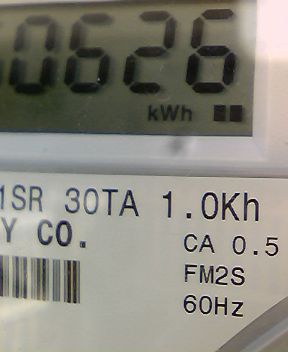 0626
kWh
1SR 30TA 1.0Kh
Y CO.
CA 0.5
FM2S
60Hz